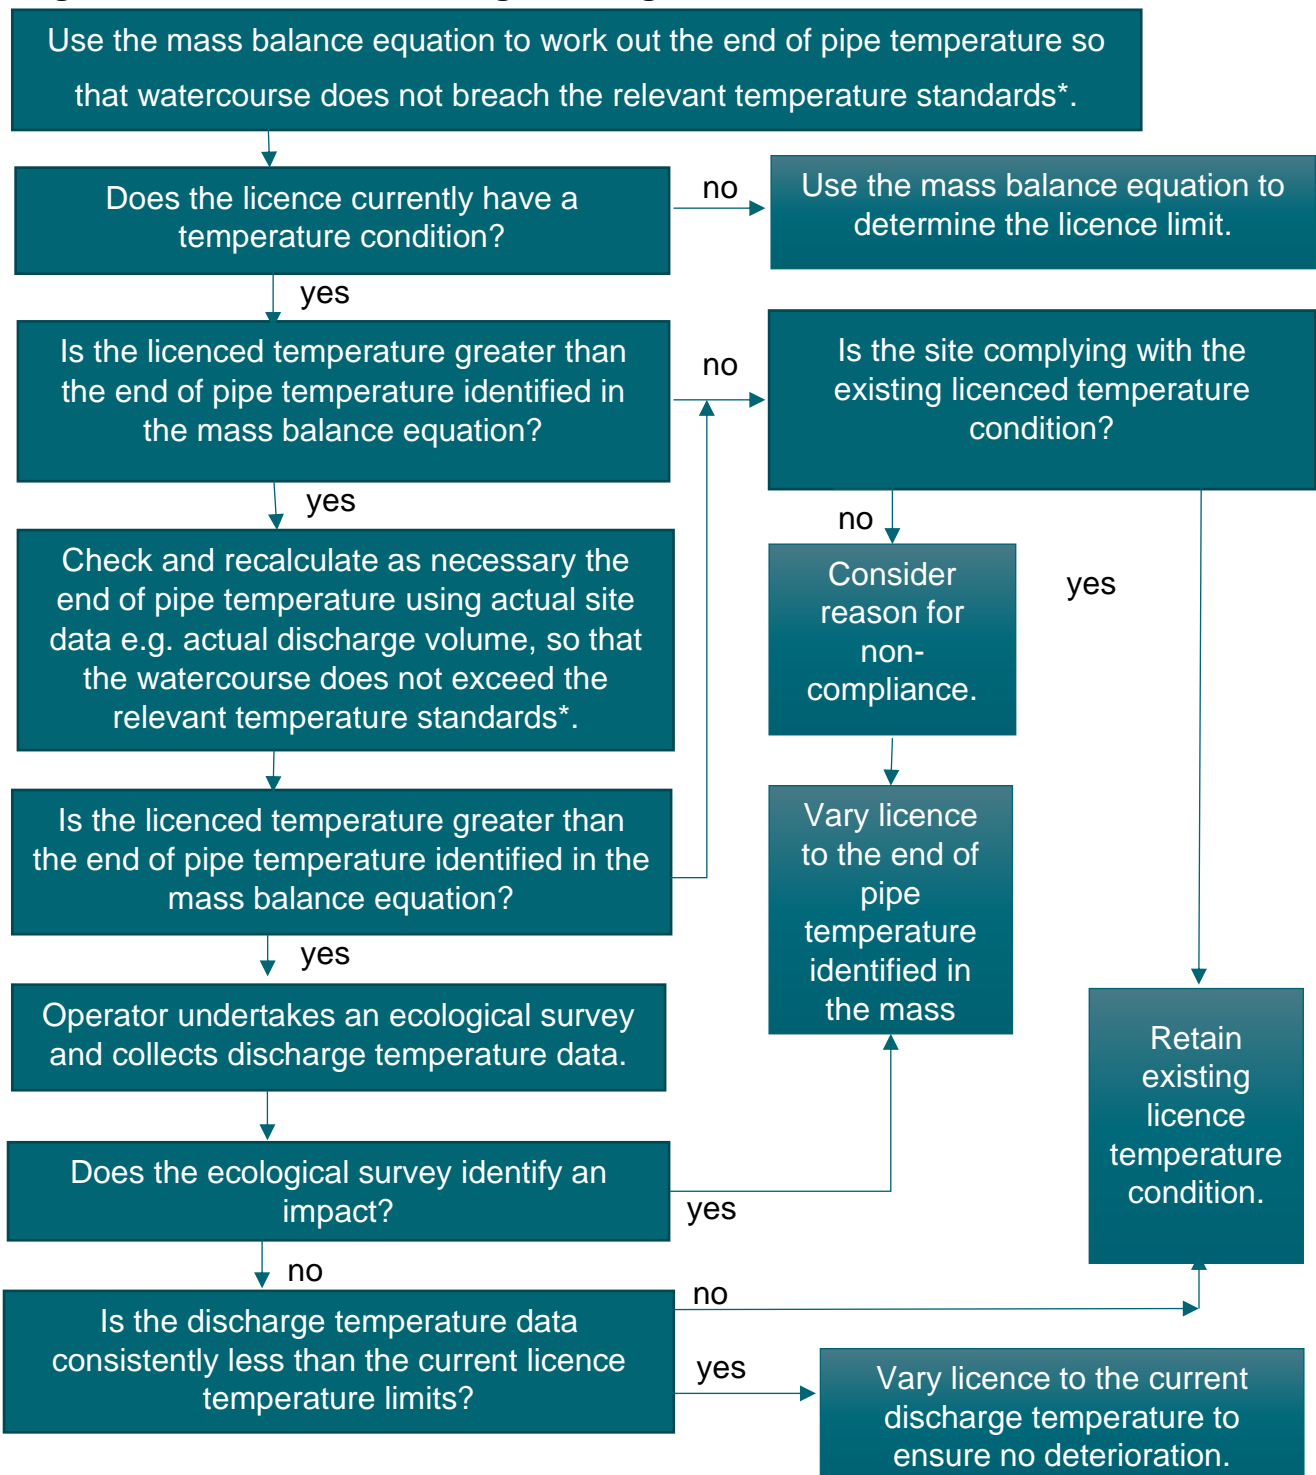 Use the mass balance equation to work out the end of pipe temperature so
that watercourse does not breach the relevant temperature standards*.
Does the licence currently have a
temperature condition?
no
Use the mass balance equation to
determine the licence limit.
yes
Is the licenced temperature greater than
the end of pipe temperature identified in
the mass balance equation?
no
Is the site complying with the
existing licenced temperature
condition?
yes
no
yes
Check and recalculate as necessary the
end of pipe temperature using actual site
data e.g. actual discharge volume, so that
the watercourse does not exceed the
relevant temperature standards*.
Consider
reason for
non-
compliance.
Is the licenced temperature greater than
the end of pipe temperature identified in the
mass balance equation?
Vary licence
to the end of
pipe
temperature
identified in
the mass
yes
Operator undertakes an ecological survey
and collects discharge temperature data.
Retain
existing
licence
temperature
condition.
Does the ecological survey identify an
impact?
yes
no
no
Is the discharge temperature data
consistently less than the current licence
temperature limits?
yes
Vary licence to the current
discharge temperature to
ensure no deterioration.